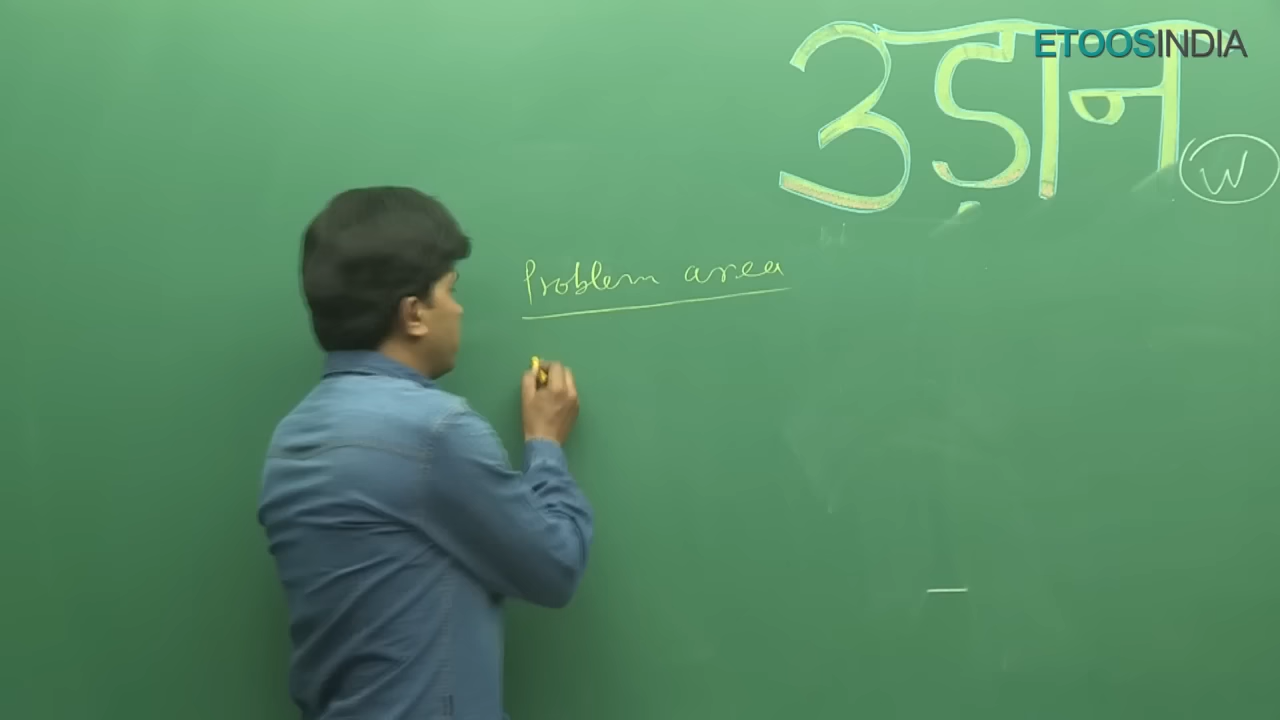 उड़ान
ETOOSINDIA
W
Problem area